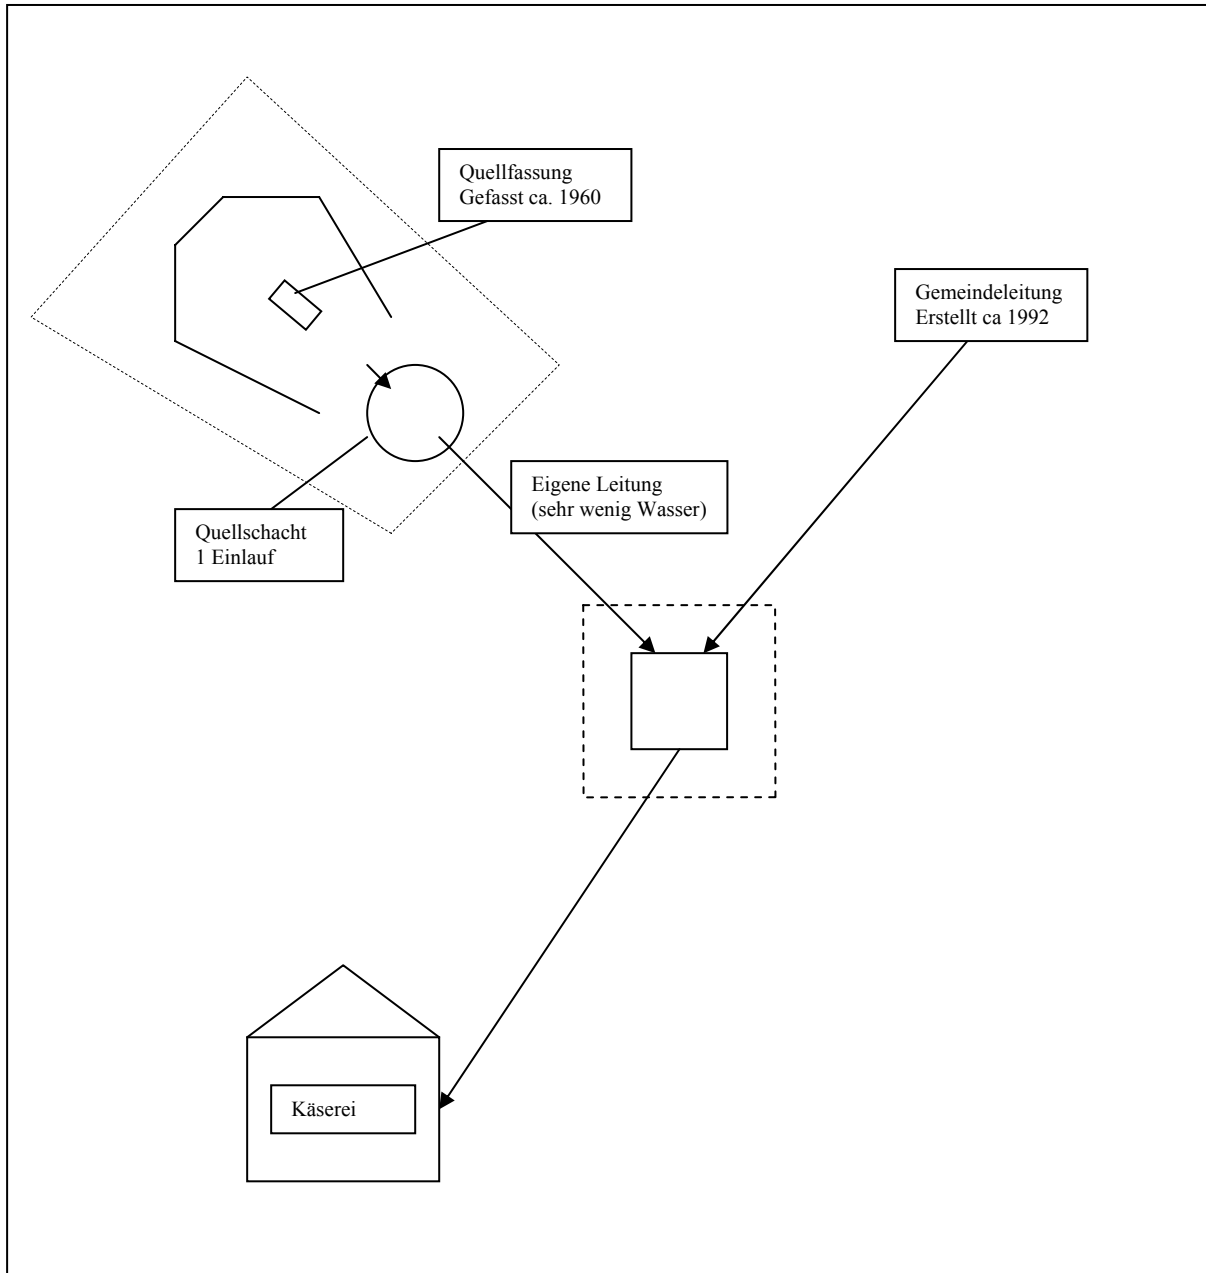 Quellfassung
Gefasst ca. 1960
Gemeindeleitung
Erstellt ca 1992
Eigene Leitung
(sehr wenig Wasser)
Quellschacht
1 Einlauf
Käserei